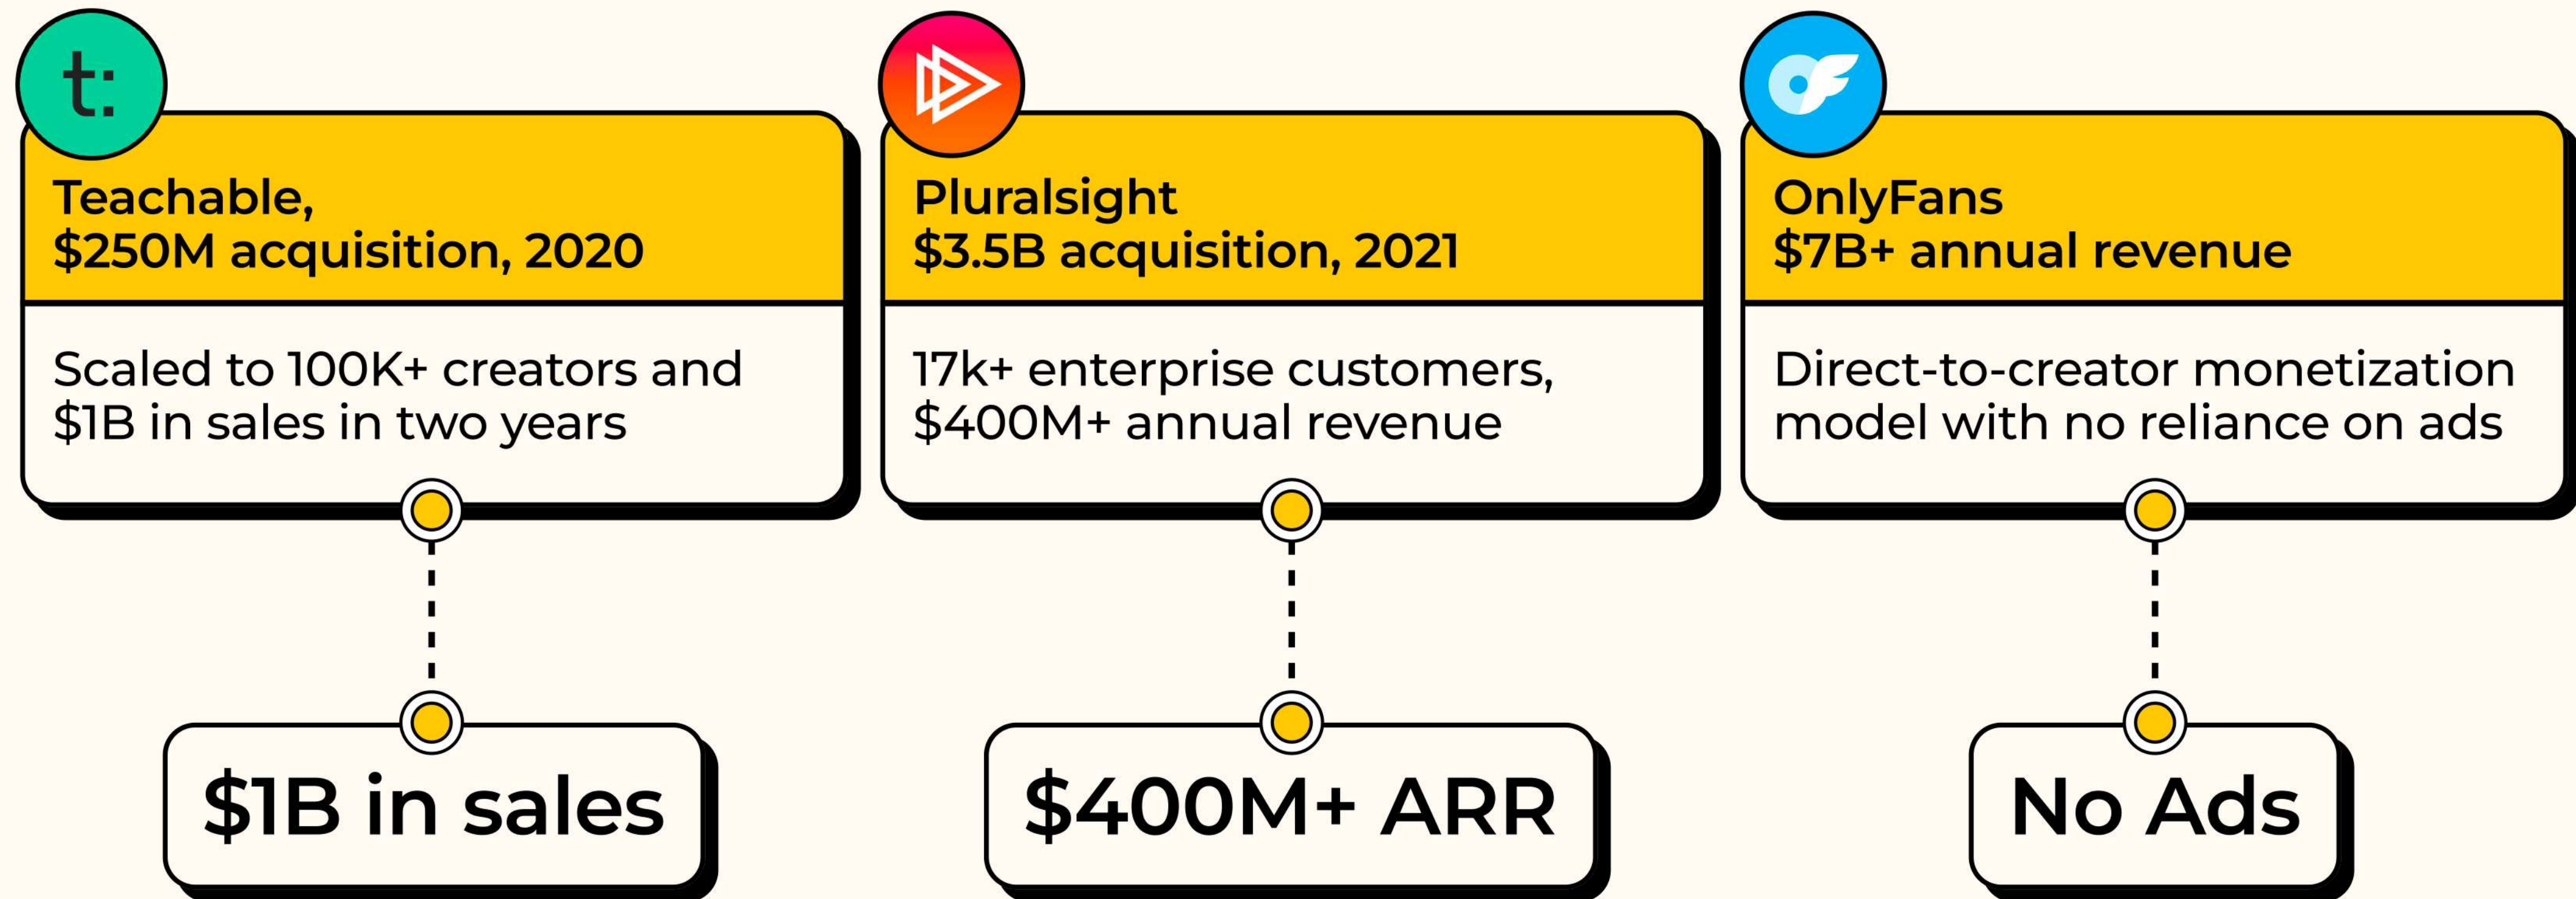 t:
Teachable,
$250M acquisition, 2020
Scaled to 100K+ creators and
$1B in sales in two years
$1B in sales
Pluralsight
$3.5B acquisition, 2021
17k+ enterprise customers,
$400M+ annual revenue
$400M+ ARR
OnlyFans
$7B+ annual revenue
Direct-to-creator monetization
model with no reliance on ads
No Ads